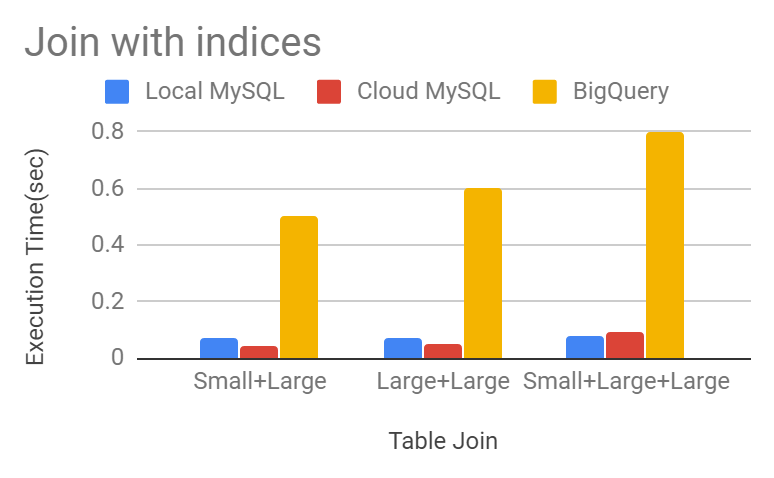 Join with indices
Local MySQL Cloud MySQL BigQuery
Execution Time(sec)
0.8
0.6
0.4
0.2
0
Small+Large Large+Large Small+Large+Large
Table Join